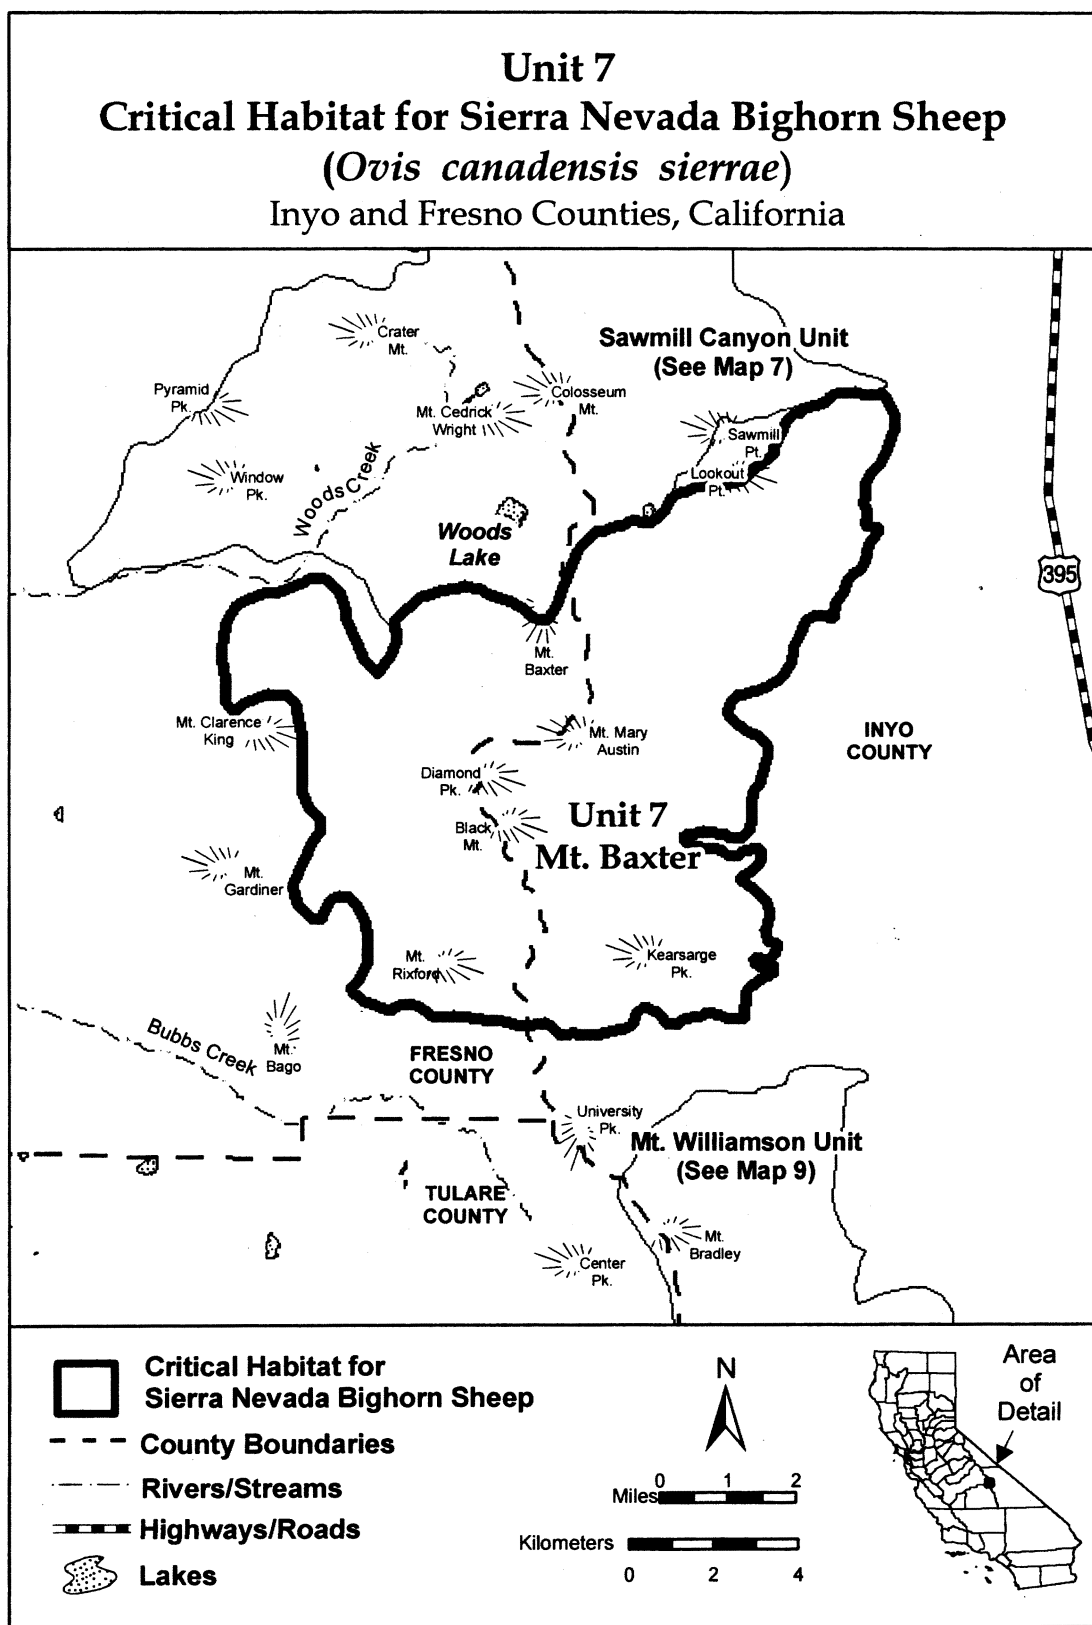 Unit 7
Critical Habitat for Sierra Nevada Bighorn Sheep
(Ovis canadensis sierrae)
Inyo and Fresno Counties, California
Crater
Mt.
Sawmill Canyon Unit
(See Map 7)
Pyramid
Pk.
Colosseum
Mt.
Mt. Cedrick
Wright
Sawmill
Pt.
Window
Pk.
Lookout
Pt.
Woods Creek
Woods
Lake
395
Mt.
Baxter
Mt. Clarence
King
Mt. Mary
Austin
INYO
COUNTY
Diamond
Pk.
Black
Mt.
Unit 7
Mt. Baxter
Mt.
Gardiner
Mt.
Rixford
Kearsarge
Pk.
Bubbs Creek
Mt.
Bago
FRESNO
COUNTY
University
Pk.
Mt. Williamson Unit
(See Map 9)
TULARE
COUNTY
Mt.
Bradley
Center
Pk.
Critical Habitat for
Sierra Nevada Bighorn Sheep
County Boundaries
Rivers/Streams
Highways/Roads
Lakes
N
0 1 2
Miles
Kilometers
0 2 4
Area
of
Detail